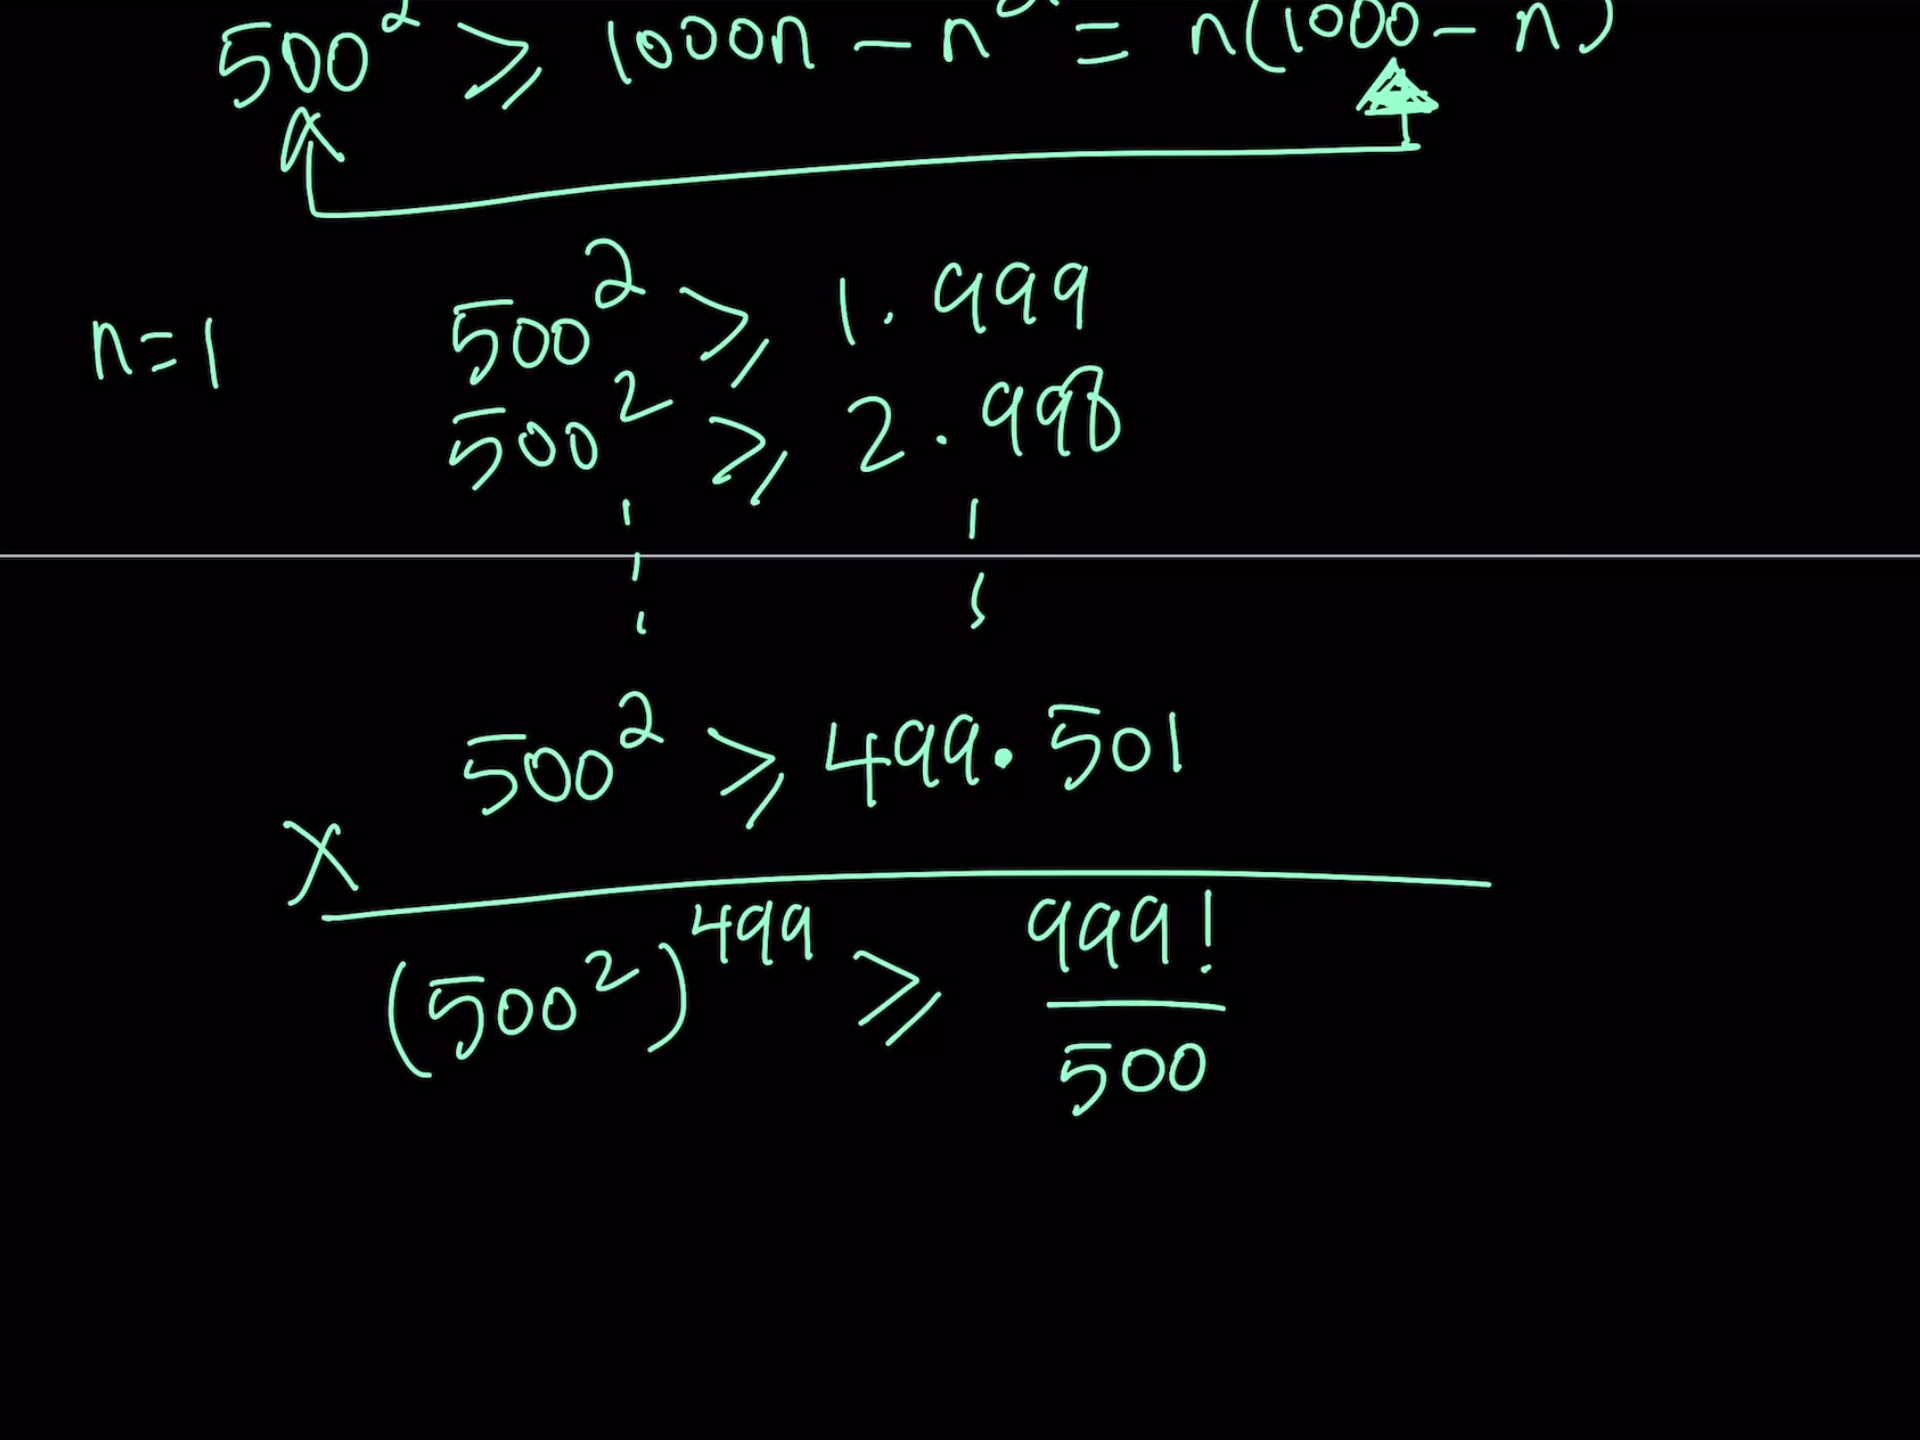 500² ⩾ 1000n - n² = n(1000 - n)
n=1 500² ⩾ 1.999
500² ⩾ 2.998
500² ⩾ 499·501
X
(500²)⁴⁹⁹ ⩾ 999!/500